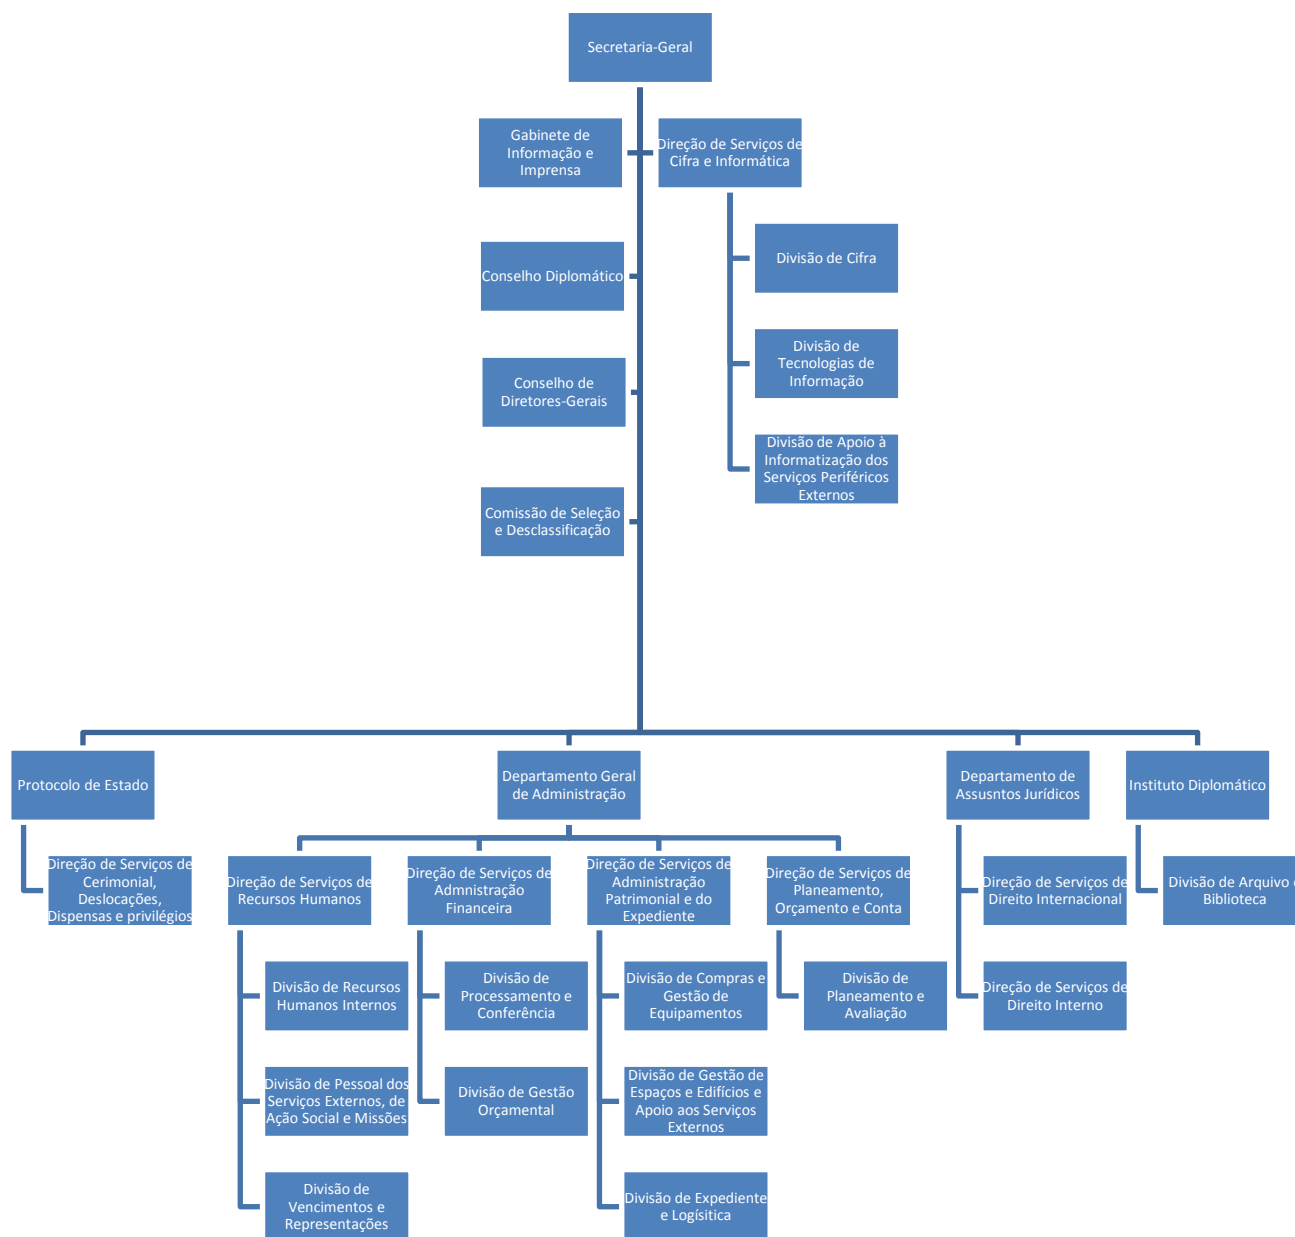 Secretaria-Geral
Gabinete de
Informação e
Imprensa
Direção de Serviços de
Cifra e Informática
Divisão de Cifra
Conselho Diplomático
Divisão de
Tecnologias de
Informação
Conselho de
Diretores-Gerais
Divisão de Apoio à
Informatização dos
Serviços Periféricos
Externos
Comissão de Seleção
e Desclassificação
Protocolo de Estado
Departamento Geral
de Administração
Departamento de
Assusntos Jurídicos
Instituto Diplomático
Direção de Serviços de
Cerimonial,
Deslocações,
Dispensas e privilégios
Direção de Serviços de
Recursos Humanos
Direção de Serviços de
Admnistração
Financeira
Direção de Serviços de
Administração
Patrimonial e do
Expediente
Direção de Serviços de
Planeamento,
Orçamento e Conta
Direção de Serviços de
Direito Internacional
Divisão de Arquivo e
Biblioteca
Divisão de Recursos
Humanos Internos
Divisão de
Processamento e
Conferência
Divisão de Compras e
Gestão de
Equipamentos
Divisão de
Planeamento e
Avaliação
Direção de Serviços de
Direito Interno
Divisão de Pessoal dos
Serviços Externos, de
Ação Social e Missões
Divisão de Gestão
Orçamental
Divisão de Gestão de
Espaços e Edifícios e
Apoio aos Serviços
Externos
Divisão de
Vencimentos e
Representações
Divisão de Expediente
e Logísitica